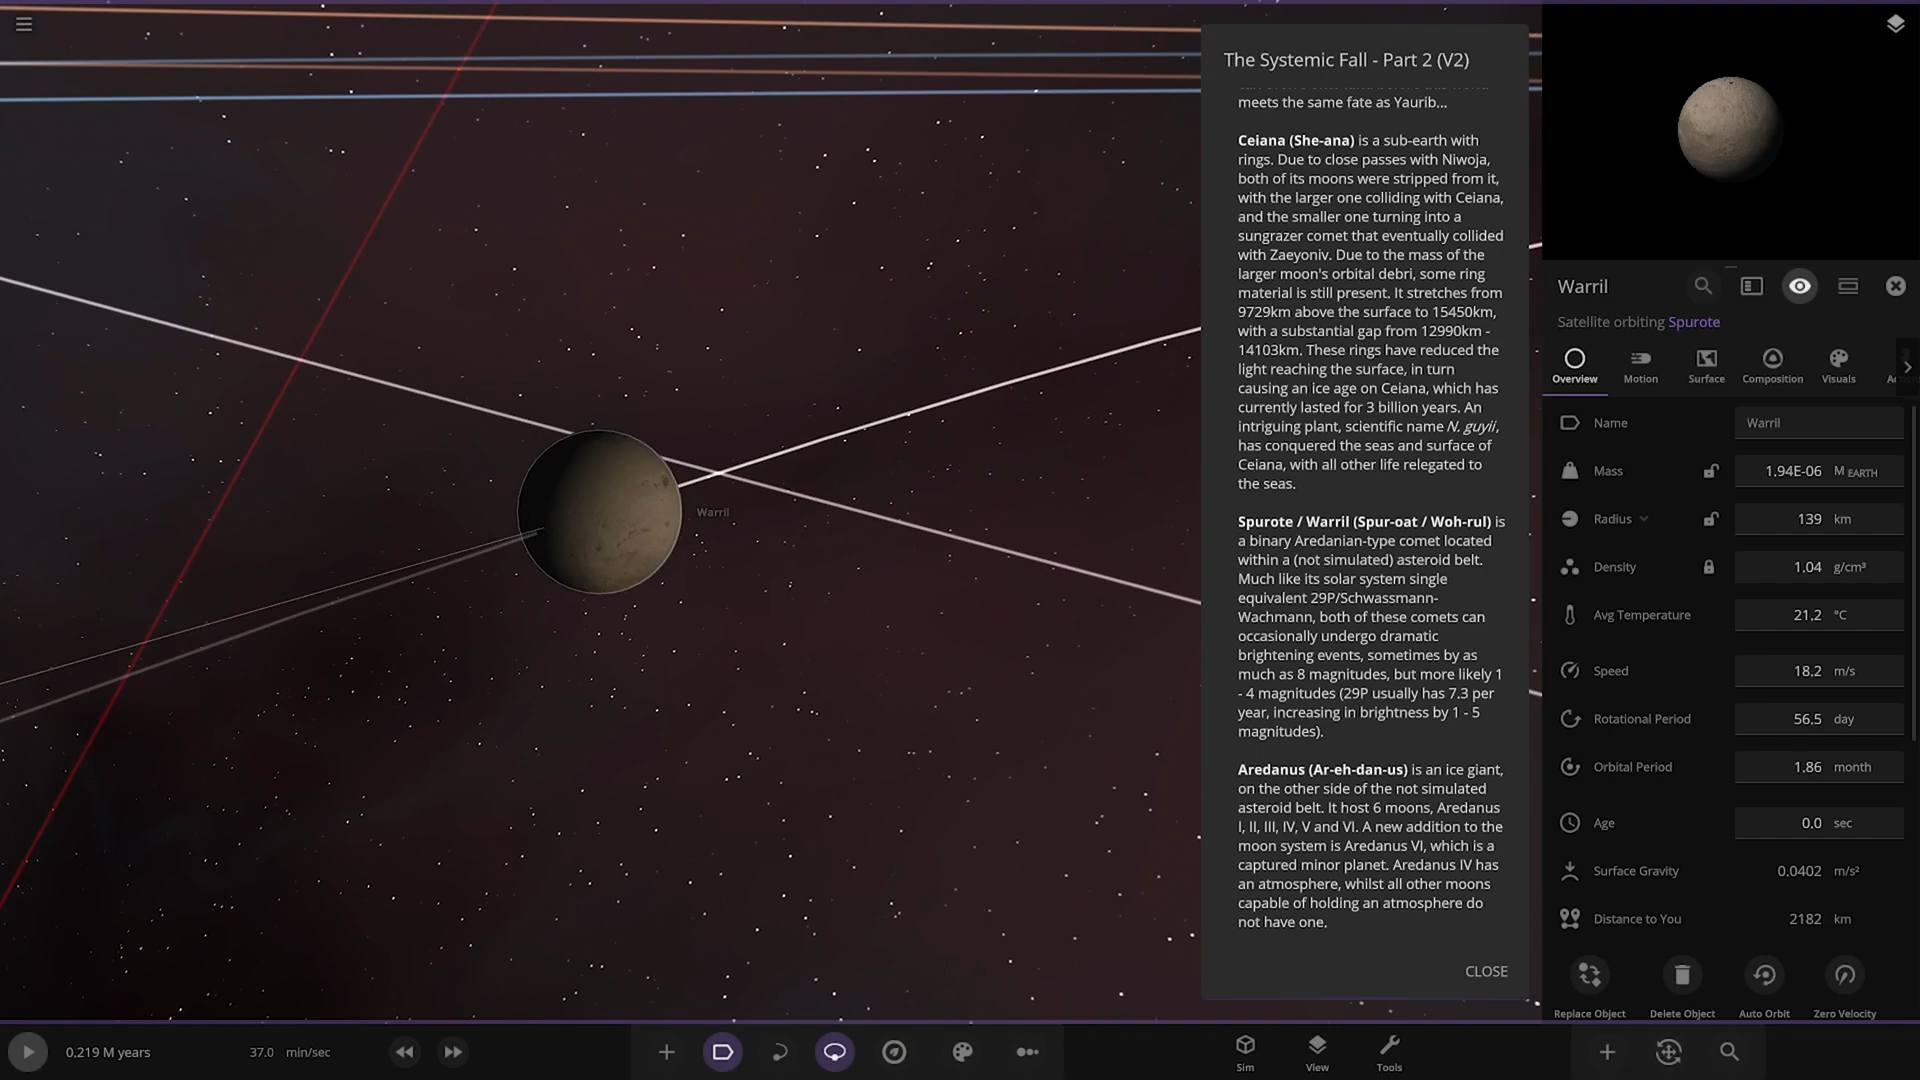 The Systemic Fall - Part 2 (V2)
meets the same fate as Yaurib...
Ceiana (She-ana) is a sub-earth with
rings. Due to close passes with Niwoja,
both of its moons were stripped from it,
with the larger one colliding with Ceiana,
and the smaller one turning into a
sungrazer comet that eventually collided
with Zaeyoniv. Due to the mass of the
larger moon's orbital debri, some ring
material is still present. It stretches from
9729km above the surface to 15450km,
with a substantial gap from 12990km -
14103km. These rings have reduced the
light reaching the surface, in turn
causing an ice age on Ceiana, which has
currently lasted for 3 billion years. An
intriguing plant, scientific name N. guyii,
has conquered the seas and surface of
Ceiana, with all other life relegated to
the seas.
Spurote / Warril (Spur-oat / Woh-rul) is
a binary Aredanian-type comet located
within a (not simulated) asteroid belt.
Much like its solar system single
equivalent 29P/Schwassmann-
Wachmann, both of these comets can
occasionally undergo dramatic
brightening events, sometimes by as
much as 8 magnitudes, but more likely 1
- 4 magnitudes (29P usually has 7.3 per
year, increasing in brightness by 1 - 5
magnitudes).
Aredanus (Ar-eh-dan-us) is an ice giant,
on the other side of the not simulated
asteroid belt. It host 6 moons, Aredanus
I, II, III, IV, V and VI. A new addition to the
moon system is Aredanus VI, which is a
captured minor planet. Aredanus IV has
an atmosphere, whilst all other moons
capable of holding an atmosphere do
not have one.
CLOSE
Warril
Warril
Satellite orbiting Spurote
Overview Motion Surface Composition Visuals
Name Warril
Mass 1.94E-06 M EARTH
Radius 139 km
Density 1.04 g/cm³
Avg Temperature 21.2 °C
Speed 18.2 m/s
Rotational Period 56.5 day
Orbital Period 1.86 month
Age 0.0 sec
Surface Gravity 0.0402 m/s²
Distance to You 2182 km
Replace Object Delete Object Auto Orbit Zero Velocity
0.219 M years 37.0 min/sec
Sim View Tools